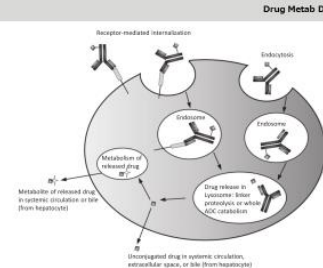 Drug Metab D
Receptor-mediated Internalization
Endocytosis
Endosome
Endosome
Metabolism of
released drug
Drug release in
Lysosome: linker
proteolysis or whole
ADC catabolism
Metabolite of released drug
in systemic circulation or bile
(from hepatocyte)
Unconjugated drug in systemic circulation,
extracellular space, or bile (from hepatocyte)